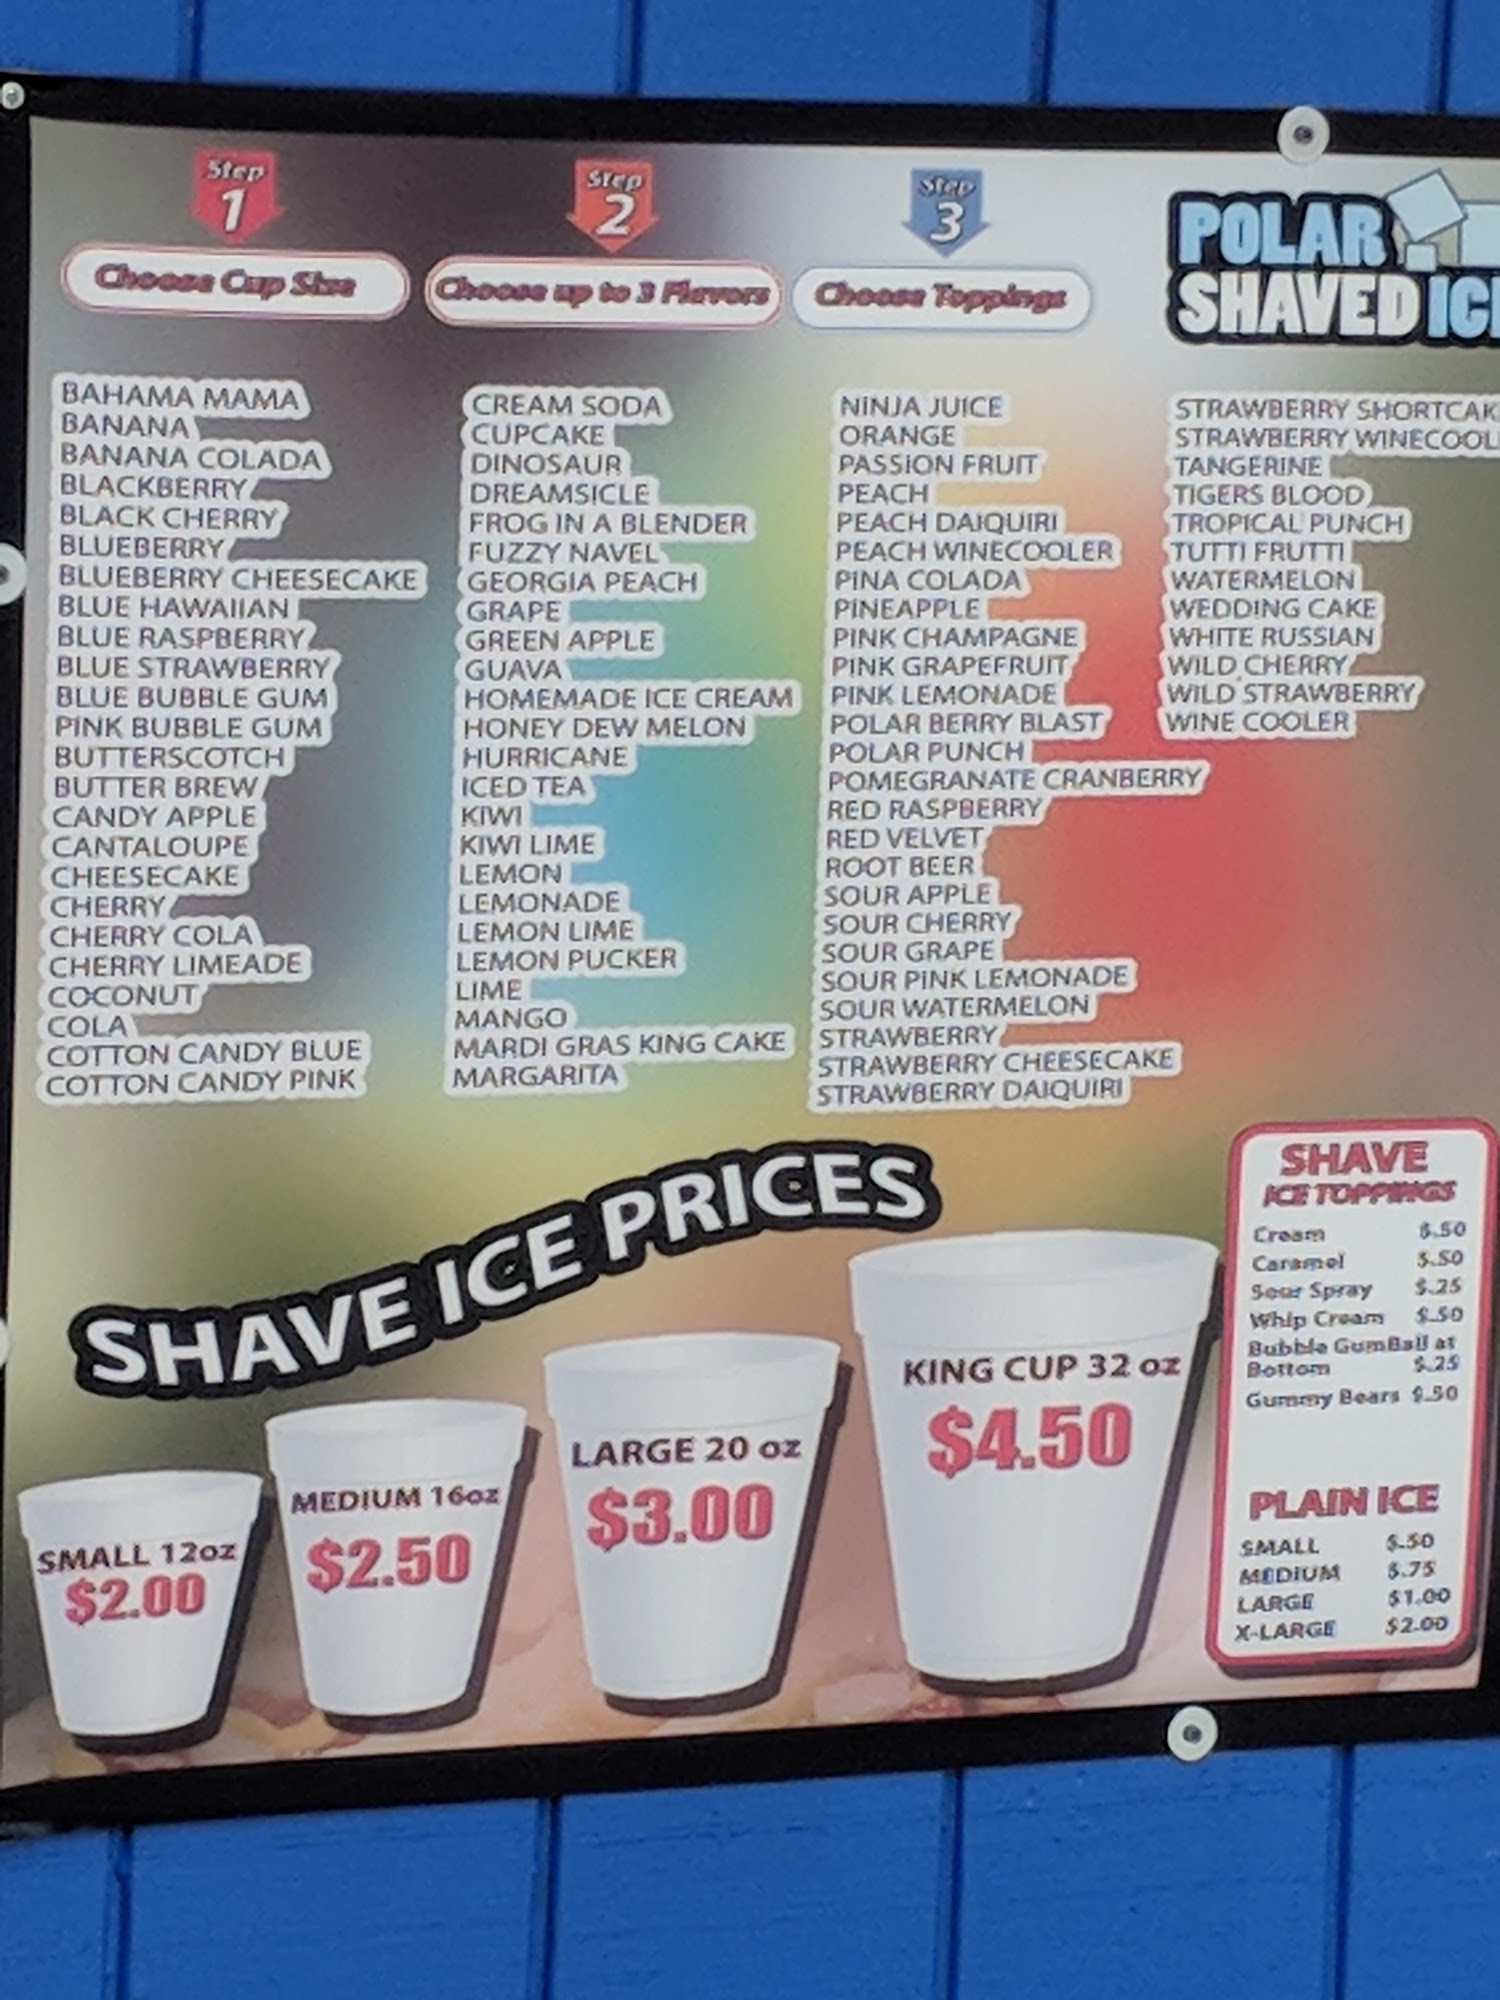 Step 1
Choose Cup Size
Step 2
Choose up to 3 Flavors
Step 3
Choose Toppings
POLAR
SHAVED ICE
BAHAMA MAMA
BANANA
BANANA COLADA
BLACKBERRY
BLACK CHERRY
BLUEBERRY
BLUEBERRY CHEESECAKE
BLUE HAWAIIAN
BLUE RASPBERRY
BLUE STRAWBERRY
BLUE BUBBLE GUM
PINK BUBBLE GUM
BUTTERSCOTCH
BUTTER BREW
CANDY APPLE
CANTALOUPE
CHEESECAKE
CHERRY
CHERRY COLA
CHERRY LIMEADE
COCONUT
COLA
COTTON CANDY BLUE
COTTON CANDY PINK
CREAM SODA
CUPCAKE
DINOSAUR
DREAMSICLE
FROG IN A BLENDER
FUZZY NAVEL
GEORGIA PEACH
GRAPE
GREEN APPLE
GUAVA
HOMEMADE ICE CREAM
HONEY DEW MELON
HURRICANE
ICED TEA
KIWI
KIWI LIME
LEMON
LEMONADE
LEMON LIME
LEMON PUCKER
LIME
MANGO
MARDI GRAS KING CAKE
MARGARITA
NINJA JUICE
ORANGE
PASSION FRUIT
PEACH
PEACH DAIQUIRI
PEACH WINECOOLER
PINA COLADA
PINEAPPLE
PINK CHAMPAGNE
PINK GRAPEFRUIT
PINK LEMONADE
POLAR BERRY BLAST
POLAR PUNCH
POMEGRANATE CRANBERRY
RED RASPBERRY
RED VELVET
ROOT BEER
SOUR APPLE
SOUR CHERRY
SOUR GRAPE
SOUR PINK LEMONADE
SOUR WATERMELON
STRAWBERRY
STRAWBERRY CHEESECAKE
STRAWBERRY DAIQUIRI
STRAWBERRY SHORTCAK
STRAWBERRY WINECOOL
TANGERINE
TIGERS BLOOD
TROPICAL PUNCH
TUTTI FRUTTI
WATERMELON
WEDDING CAKE
WHITE RUSSIAN
WILD CHERRY
WILD STRAWBERRY
WINE COOLER
SHAVE ICE PRICES
SMALL 12oz
$2.00
MEDIUM 16oz
$2.50
LARGE 20 oz
$3.00
KING CUP 32 oz
$4.50
SHAVE
ICE TOPPINGS
Cream $.50
Caramel $.50
Sour Spray $.25
Whip Cream $.50
Bubble GumBall at
Bottom $.25
Gummy Bears $.50
PLAIN ICE
SMALL $.50
MEDIUM $.75
LARGE $1.00
X-LARGE $2.00